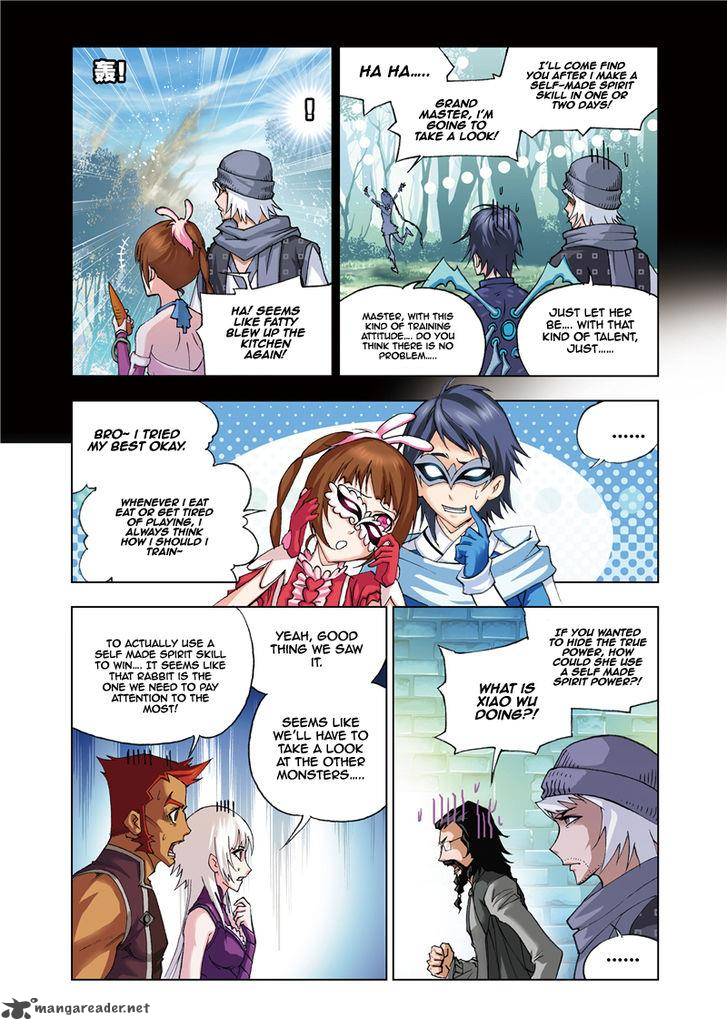 轰!
!
HA! SEEMS
LIKE FATTY
BLEW UP THE
KITCHEN
AGAIN!
HA HA.....
GRAND
MASTER, I'M
GOING TO
TAKE A LOOK!
I'LL COME FIND
YOU AFTER I MAKE A
SELF-MADE SPIRIT
SKILL IN ONE OR
TWO DAYS!
MASTER, WITH THIS
KIND OF TRAINING
ATTITUDE.... DO YOU
THINK THERE IS NO
PROBLEM.....
JUST LET HER
BE.... WITH THAT
KIND OF TALENT,
JUST......
BRO~ I TRIED
MY BEST OKAY.
WHENEVER I EAT
EAT OR GET TIRED
OF PLAYING, I
ALWAYS THINK
HOW I SHOULD I
TRAIN~
......
TO ACTUALLY USE A
SELF MADE SPIRIT SKILL
TO WIN.... IT SEEMS LIKE
THAT RABBIT IS THE
ONE WE NEED TO PAY
ATTENTION TO THE
MOST!
YEAH, GOOD
THING WE SAW
IT.
SEEMS LIKE
WE'LL HAVE TO
TAKE A LOOK
AT THE OTHER
MONSTERS.....
IF YOU WANTED
TO HIDE THE TRUE
POWER, HOW
COULD SHE USE
A SELF MADE
SPIRIT POWER?!
WHAT IS
XIAO WU
DOING?!
......
mangareader.net